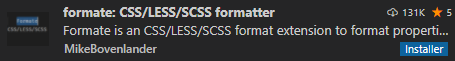 formate: CSS/LESS/SCSS formatter 131K 5
formate
CSS/LESS/SCSS
Formate is an CSS/LESS/SCSS format extension to format properti...
MikeBovenlander Installer